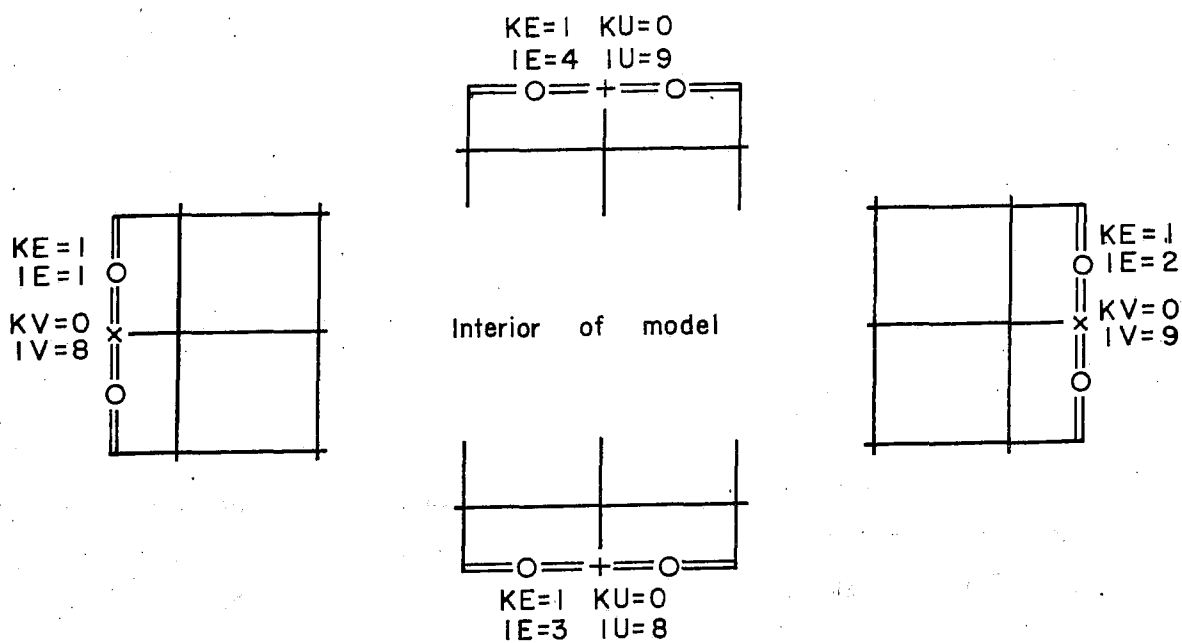 KE=1 KU=0
IE=4 IU=9
KE=1
IE=1
KV=0
IV=8
Interior of model
KE=1
IE=2
KV=0
IV=9
KE=1 KU=0
IE=3 IU=8